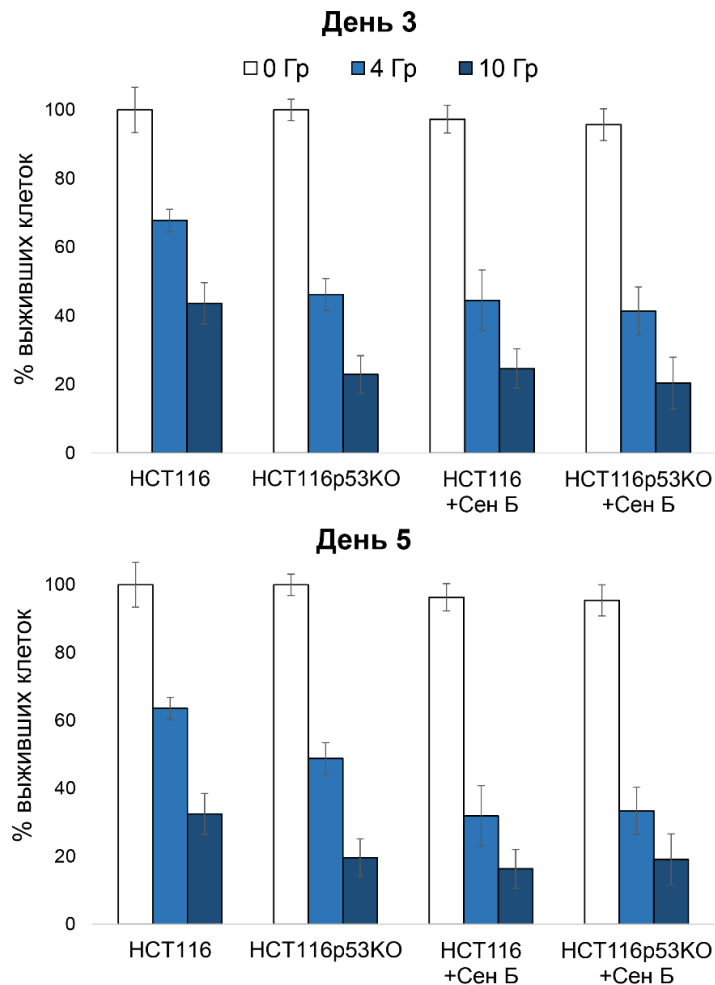 День 3
0 Гр 4 Гр 10 Гр
% выживших клеток
100
80
60
40
20
0
HCT116 HCT116p53KO HCT116 HCT116p53KO
+Сен Б +Сен Б
День 5
% выживших клеток
100
80
60
40
20
0
HCT116 HCT116p53KO HCT116 HCT116p53KO
+Сен Б +Сен Б